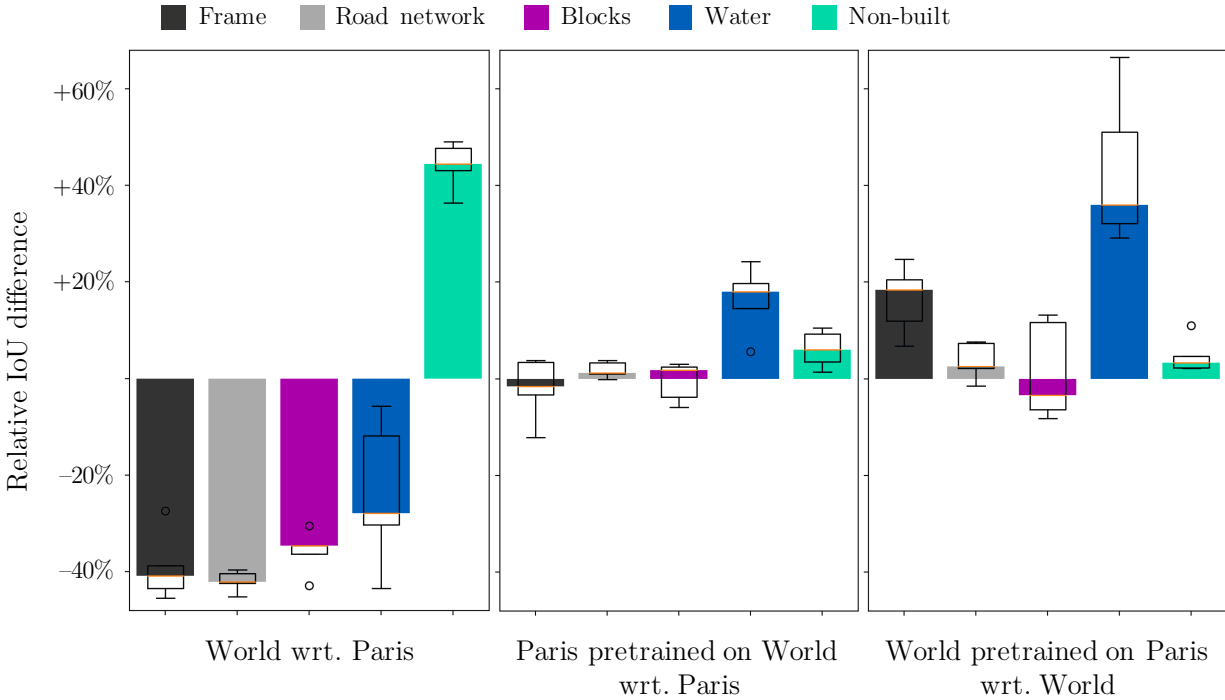 Frame Road network Blocks Water Non-built
+60%
+40%
+20%
–20%
–40%
Relative IoU difference
World wrt. Paris
Paris pretrained on World
wrt. Paris
World pretrained on Paris
wrt. World